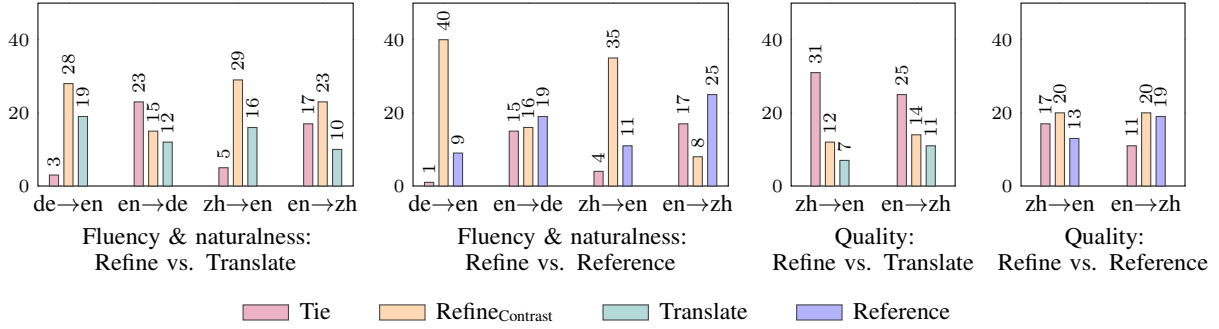 40
20
0
3
28
19
23
15
12
5
29
16
17
23
10
de→en
en→de
zh→en
en→zh
Fluency & naturalness:
Refine vs. Translate
40
20
0
1
40
9
15
16
19
4
35
11
17
8
25
de→en
en→de
zh→en
en→zh
Fluency & naturalness:
Refine vs. Reference
40
20
0
31
12
7
25
14
11
zh→en
en→zh
Quality:
Refine vs. Translate
40
20
0
17
20
13
11
20
19
zh→en
en→zh
Quality:
Refine vs. Reference
Tie
RefineContrast
Translate
Reference